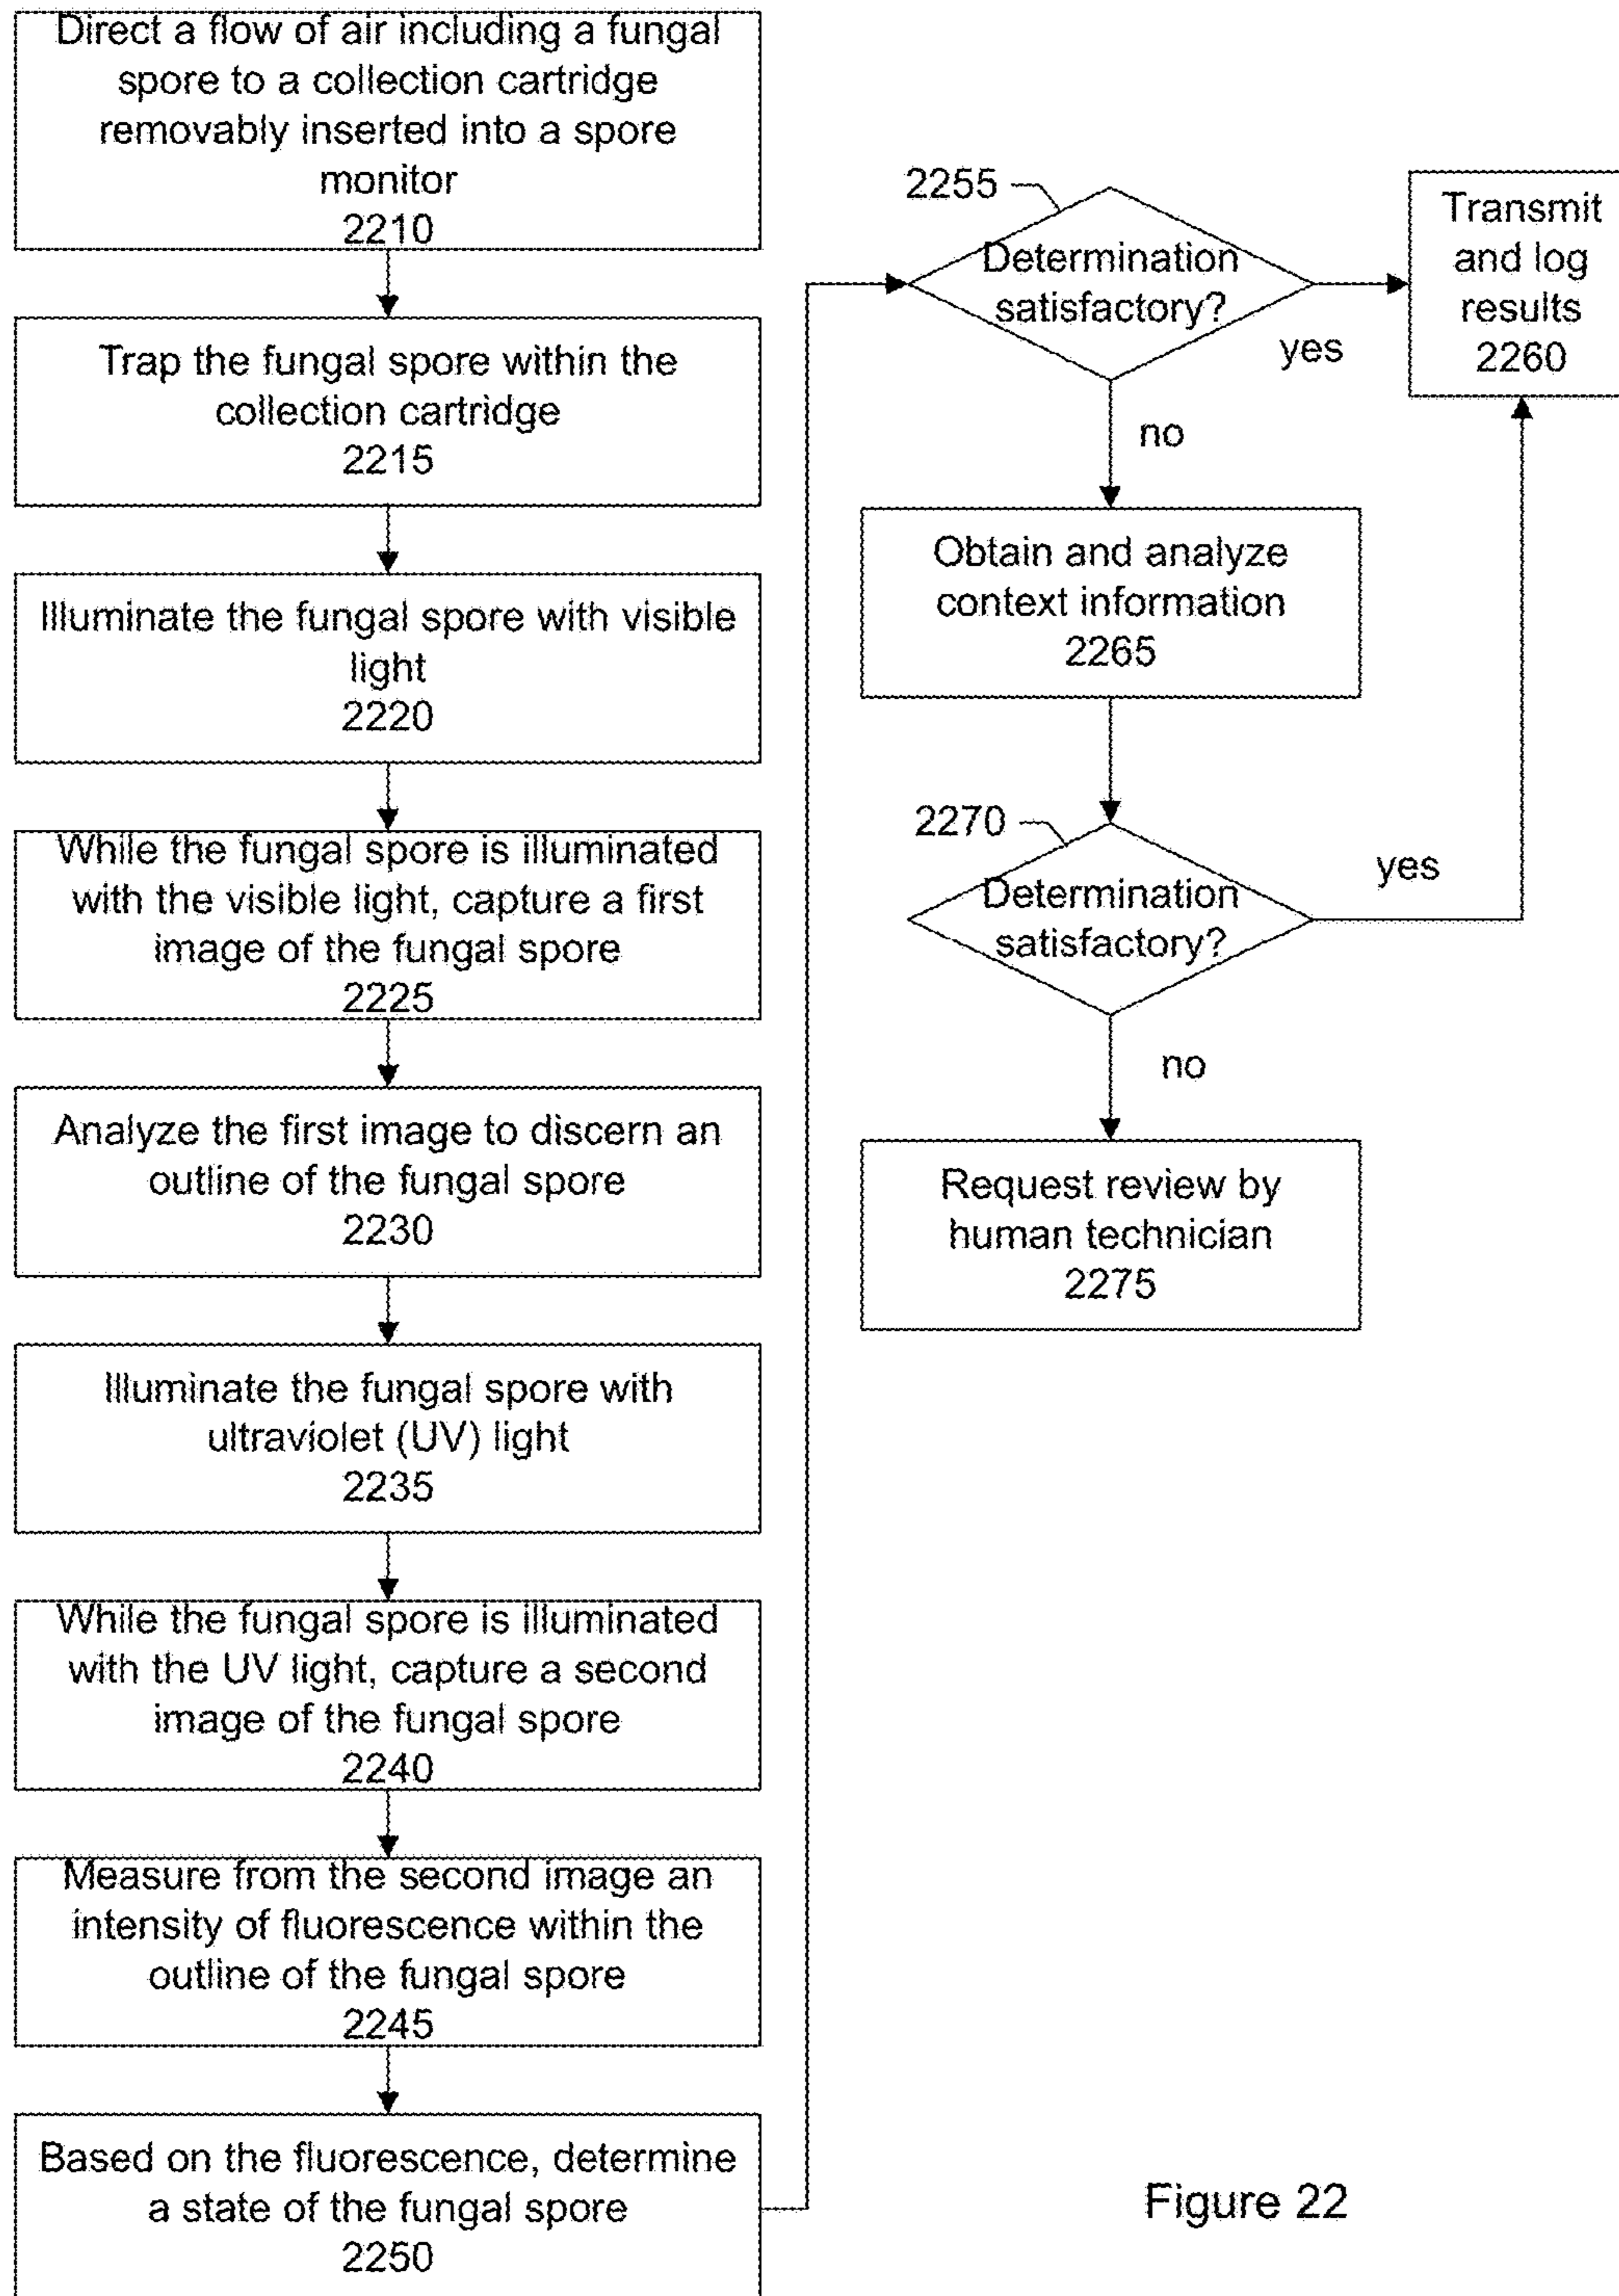 Direct a flow of air including a fungal
spore to a collection cartridge
removably inserted into a spore
monitor
2210
Trap the fungal spore within the
collection cartridge
2215
Illuminate the fungal spore with visible
light
2220
While the fungal spore is illuminated
with the visible light, capture a first
image of the fungal spore
2225
Analyze the first image to discern an
outline of the fungal spore
2230
Illuminate the fungal spore with
ultraviolet (UV) light
2235
While the fungal spore is illuminated
with the UV light, capture a second
image of the fungal spore
2240
Measure from the second image an
intensity of fluorescence within the
outline of the fungal spore
2245
Based on the fluorescence, determine
a state of the fungal spore
2250
2255
Determination
satisfactory?
yes
no
Transmit
and log
results
2260
Obtain and analyze
context information
2265
2270
Determination
satisfactory?
yes
no
Request review by
human technician
2275
Figure 22